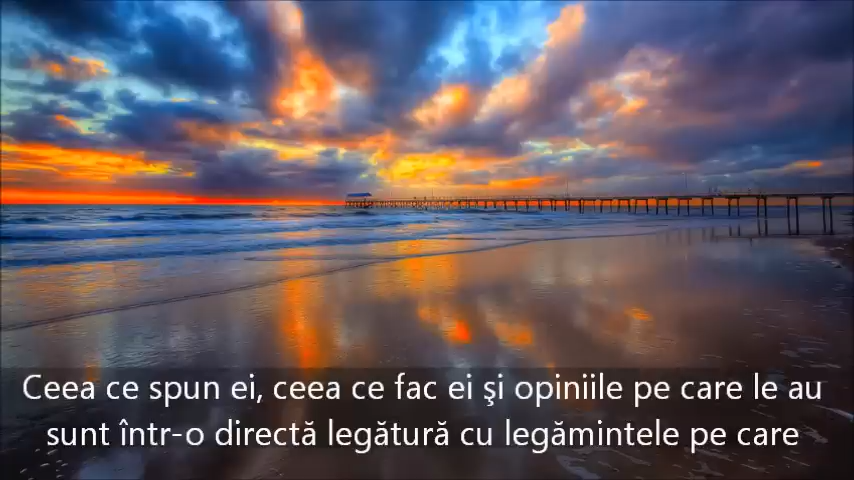 Ceea ce spun ei, ceea ce fac ei şi opiniile pe care le au
sunt într-o directă legătură cu legămintele pe care